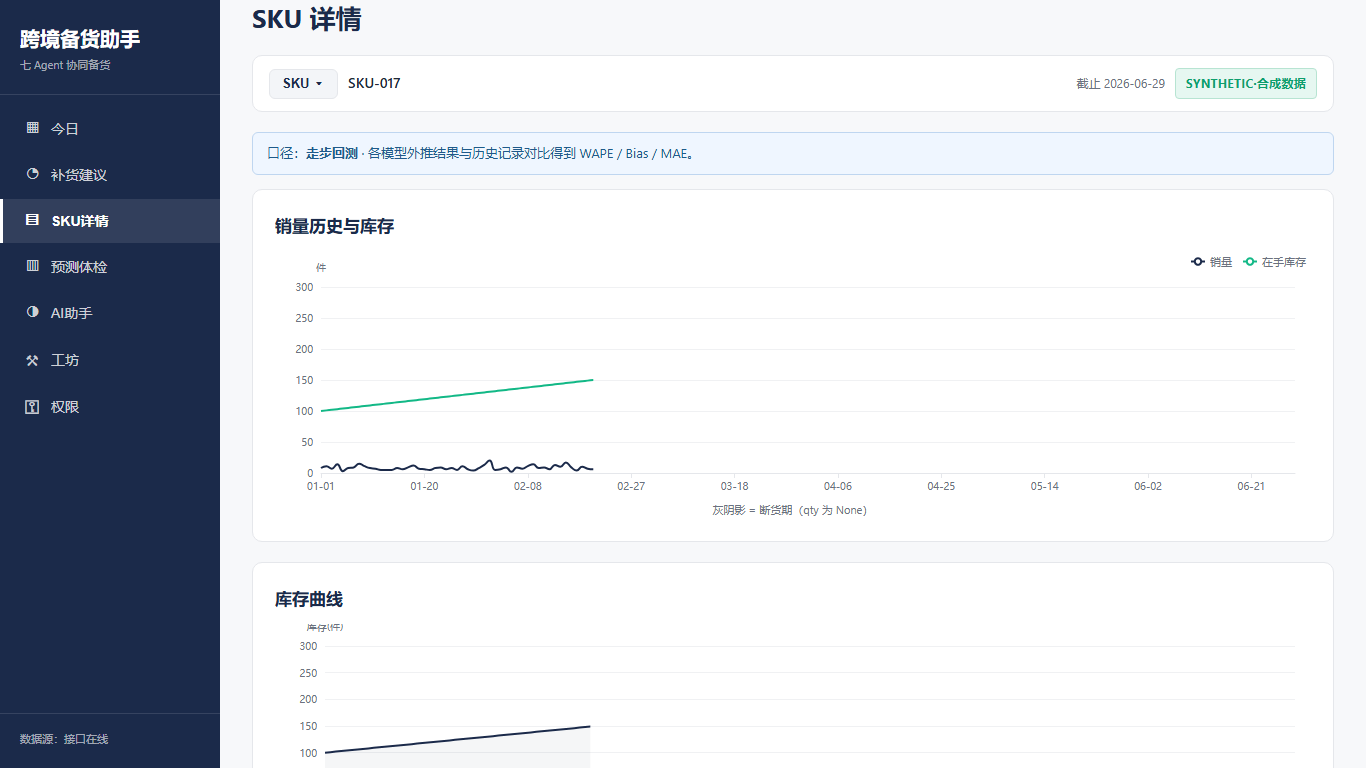 跨境备货助手
七 Agent 协同备货
今日
补货建议
SKU详情
预测体检
AI助手
工坊
权限
数据源：接口在线
SKU 详情
SKU
SKU-017
截止 2026-06-29
SYNTHETIC·合成数据
口径：走步回测 · 各模型外推结果与历史记录对比得到 WAPE / Bias / MAE。
销量历史与库存
件
销量
在手库存
300
250
200
150
100
50
0
01-01 01-20 02-08 02-27 03-18 04-06 04-25 05-14 06-02 06-21
灰阴影 = 断货期（qty 为 None）
库存曲线
库存(件)
300
250
200
150
100